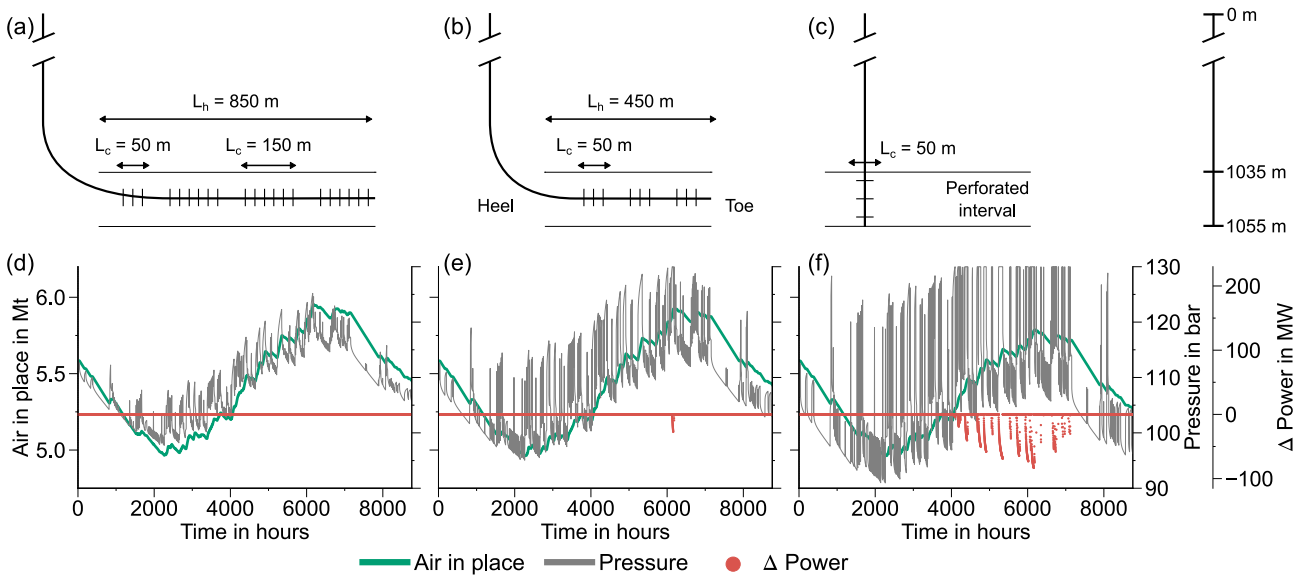 (a)
(b)
(c)
0 m
L_h = 850 m
L_h = 450 m
L_c = 50 m
L_c = 150 m
L_c = 50 m
L_c = 50 m
1035 m
Heel
Toe
Perforated
interval
1055 m
(d)
(e)
(f)
Air in place in Mt
6.0
5.5
5.0
0
2000
4000
6000
8000
Time in hours
0
2000
4000
6000
8000
Time in hours
0
2000
4000
6000
8000
Time in hours
130
120
110
100
90
Pressure in bar
200
100
0
−100
Δ Power in MW
Air in place
Pressure
Δ Power